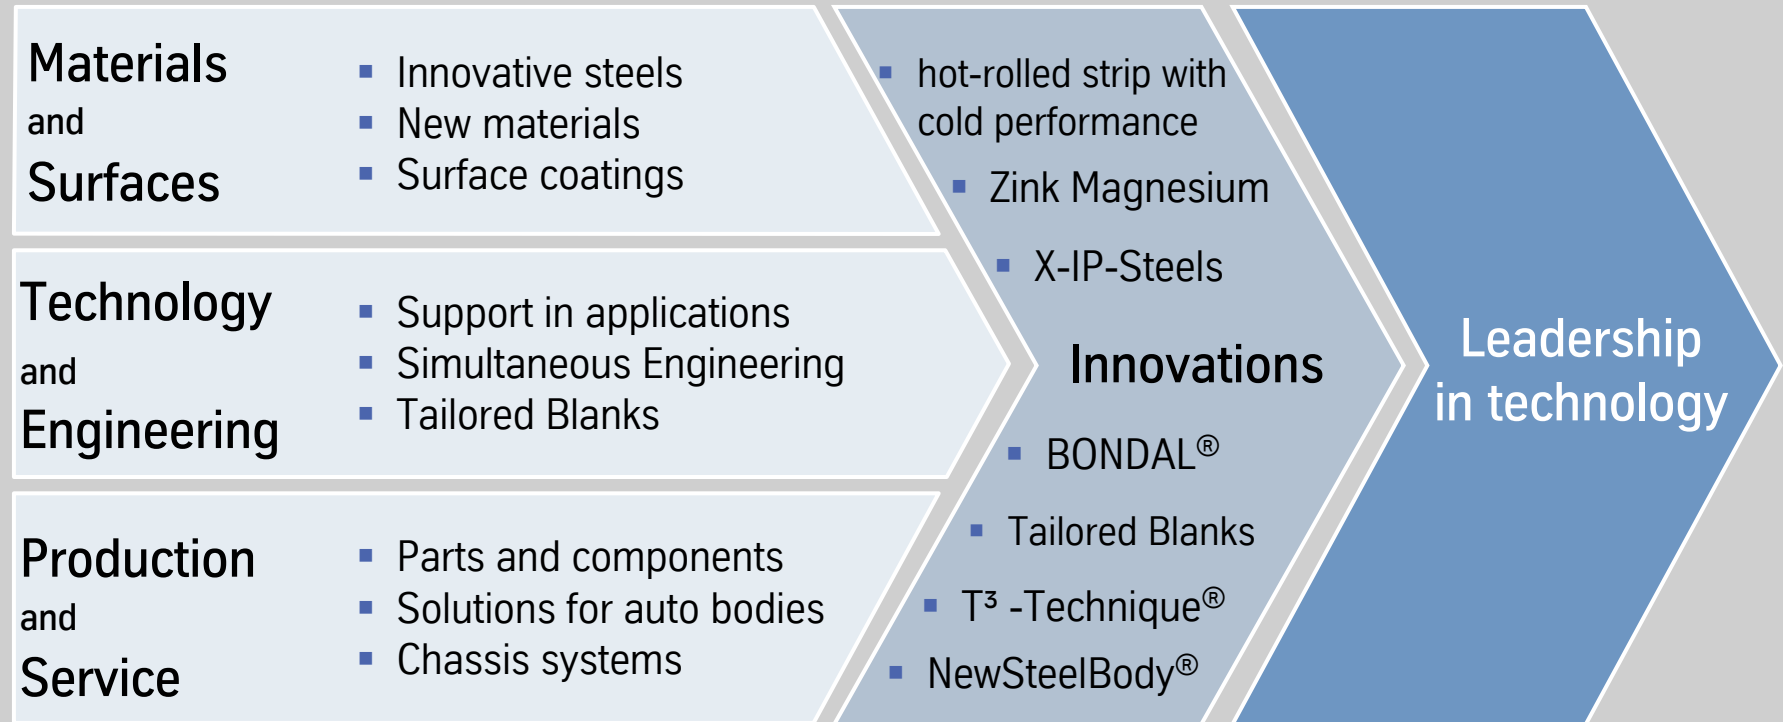 Materials
and
Surfaces
▪ Innovative steels
▪ New materials
▪ Surface coatings
Technology
and
Engineering
▪ Support in applications
▪ Simultaneous Engineering
▪ Tailored Blanks
Production
and
Service
▪ Parts and components
▪ Solutions for auto bodies
▪ Chassis systems
▪ hot-rolled strip with
cold performance
▪ Zink Magnesium
▪ X-IP-Steels
Innovations
▪ BONDAL®
▪ Tailored Blanks
▪ T³ -Technique®
▪ NewSteelBody®
Leadership
in technology